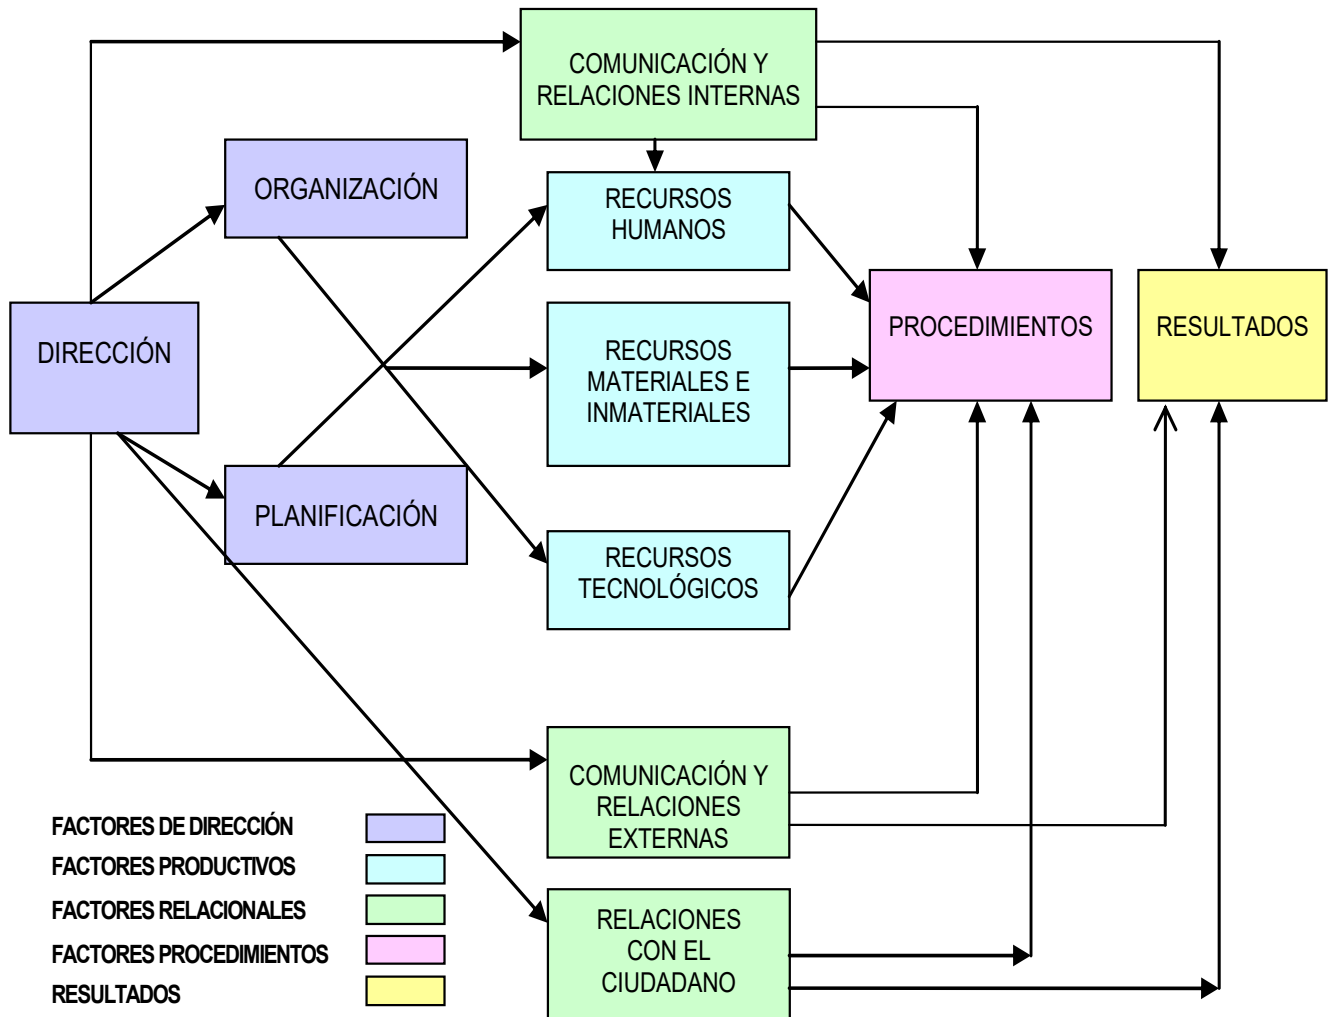 COMUNICACIÓN Y
RELACIONES INTERNAS
ORGANIZACIÓN
RECURSOS
HUMANOS
DIRECCIÓN
RECURSOS
MATERIALES E
INMATERIALES
PROCEDIMIENTOS
RESULTADOS
PLANIFICACIÓN
RECURSOS
TECNOLÓGICOS
COMUNICACIÓN Y
RELACIONES
EXTERNAS
RELACIONES
CON EL
CIUDADANO
FACTORES DE DIRECCIÓN
FACTORES PRODUCTIVOS
FACTORES RELACIONALES
FACTORES PROCEDIMIENTOS
RESULTADOS